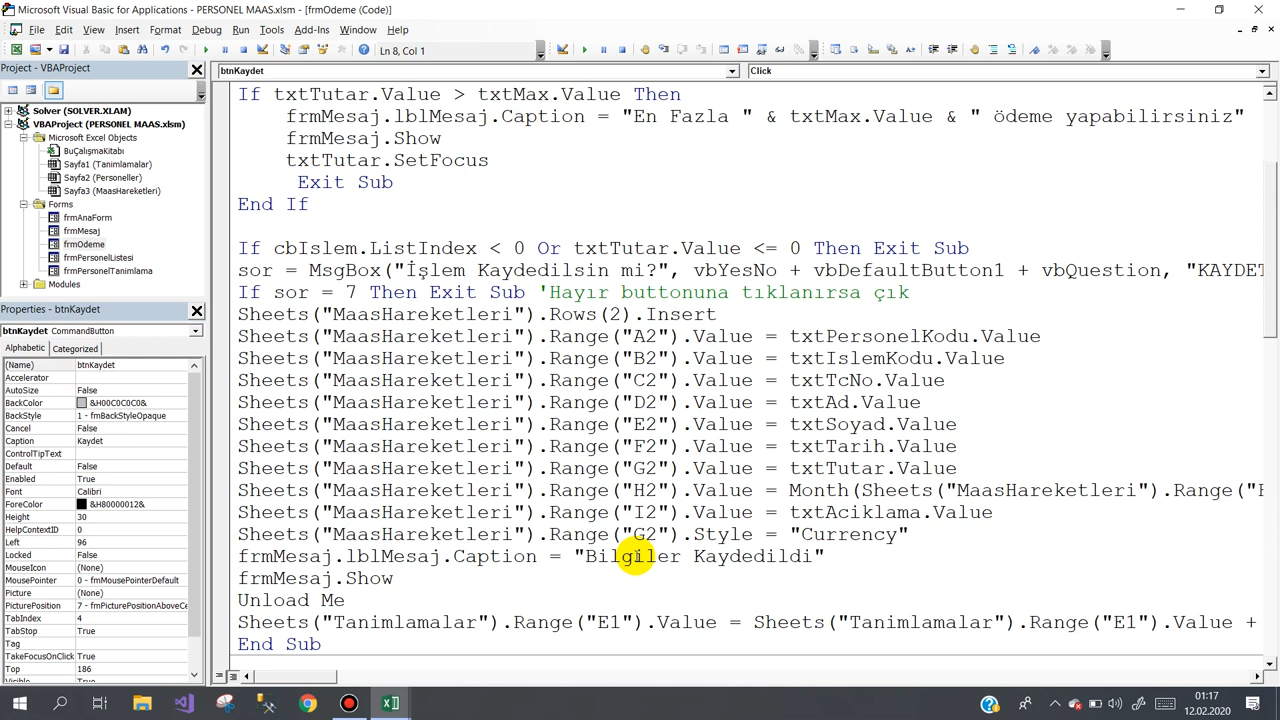 Microsoft Visual Basic for Applications - PERSONEL MAAS.xlsm - [frmOdeme (Code)]
File Edit View Insert Format Debug Run Tools Add-Ins Window Help
Ln 8, Col 1
Project - VBAProject
Solver (SOLVER.XLAM)
VBAProject (PERSONEL MAAS.xlsm)
Microsoft Excel Objects
BuÇalışmaKitabı
Sayfa1 (Tanimlamalar)
Sayfa2 (Personeller)
Sayfa3 (MaasHareketleri)
Forms
frmAnaForm
frmMesaj
frmOdeme
frmPersonelListesi
frmPersonelTanimlama
Modules
Properties - btnKaydet
btnKaydet CommandButton
Alphabetic Categorized
(Name) btnKaydet
Accelerator
AutoSize False
BackColor &H00C0C0C0&
BackStyle 1 - fmBackStyleOpaque
Cancel False
Caption Kaydet
ControlTipText
Default False
Enabled True
Font Calibri
ForeColor &H80000012&
Height 30
HelpContextID 0
Left 96
Locked False
MouseIcon (None)
MousePointer 0 - fmMousePointerDefault
Picture (None)
PicturePosition 7 - fmPicturePositionAboveCe
TabIndex 4
TabStop True
Tag
TakeFocusOnClick True
Top 186
Visible True
btnKaydet Click
If txtTutar.Value > txtMax.Value Then
frmMesaj.lblMesaj.Caption = "En Fazla " & txtMax.Value & " ödeme yapabilirsiniz"
frmMesaj.Show
txtTutar.SetFocus
Exit Sub
End If
If cbIslem.ListIndex < 0 Or txtTutar.Value <= 0 Then Exit Sub
sor = MsgBox("İşlem Kaydedilsin mi?", vbYesNo + vbDefaultButton1 + vbQuestion, "KAYDET
If sor = 7 Then Exit Sub 'Hayır buttonuna tıklanırsa çık
Sheets("MaasHareketleri").Rows(2).Insert
Sheets("MaasHareketleri").Range("A2").Value = txtPersonelKodu.Value
Sheets("MaasHareketleri").Range("B2").Value = txtIslemKodu.Value
Sheets("MaasHareketleri").Range("C2").Value = txtTcNo.Value
Sheets("MaasHareketleri").Range("D2").Value = txtAd.Value
Sheets("MaasHareketleri").Range("E2").Value = txtSoyad.Value
Sheets("MaasHareketleri").Range("F2").Value = txtTarih.Value
Sheets("MaasHareketleri").Range("G2").Value = txtTutar.Value
Sheets("MaasHareketleri").Range("H2").Value = Month(Sheets("MaasHareketleri").Range("F
Sheets("MaasHareketleri").Range("I2").Value = txtAciklama.Value
Sheets("MaasHareketleri").Range("G2").Style = "Currency"
frmMesaj.lblMesaj.Caption = "Bilgiler Kaydedildi"
frmMesaj.Show
Unload Me
Sheets("Tanimlamalar").Range("E1").Value = Sheets("Tanimlamalar").Range("E1").Value +
End Sub
01:17
12.02.2020